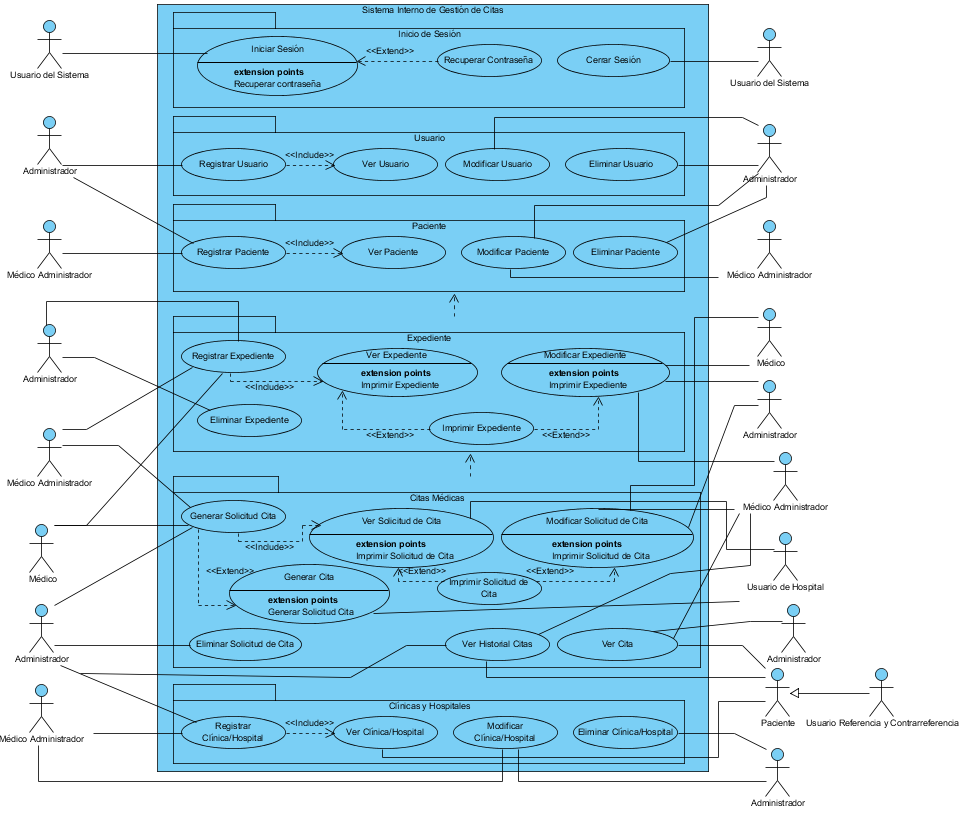 Sistema Interno de Gestión de Citas
Inicio de Sesión
Iniciar Sesión
extension points
Recuperar contraseña
<<Extend>>
Recuperar Contraseña
Cerrar Sesión
Usuario del Sistema
Usuario del Sistema
Usuario
Registrar Usuario
<<Include>>
Ver Usuario
Modificar Usuario
Eliminar Usuario
Administrador
Administrador
Paciente
Registrar Paciente
<<Include>>
Ver Paciente
Modificar Paciente
Eliminar Paciente
Médico Administrador
Médico Administrador
Expediente
Registrar Expediente
<<Include>>
Ver Expediente
extension points
Imprimir Expediente
Modificar Expediente
extension points
Imprimir Expediente
Eliminar Expediente
<<Extend>>
Imprimir Expediente
<<Extend>>
Administrador
Médico
Administrador
Médico Administrador
Médico Administrador
Citas Médicas
Generar Solicitud Cita
<<Include>>
Ver Solicitud de Cita
extension points
Imprimir Solicitud de Cita
Modificar Solicitud de Cita
extension points
Imprimir Solicitud de Cita
<<Extend>>
Generar Cita
extension points
Generar Solicitud Cita
<<Extend>>
Imprimir Solicitud de
Cita
<<Extend>>
Médico
Usuario de Hospital
Eliminar Solicitud de Cita
Ver Historial Citas
Ver Cita
Administrador
Administrador
Clínicas y Hospitales
Registrar
Clínica/Hospital
<<Include>>
Ver Clínica/Hospital
Modificar
Clínica/Hospital
Eliminar Clínica/Hospital
Médico Administrador
Paciente
Usuario Referencia y Contrarreferencia
Administrador